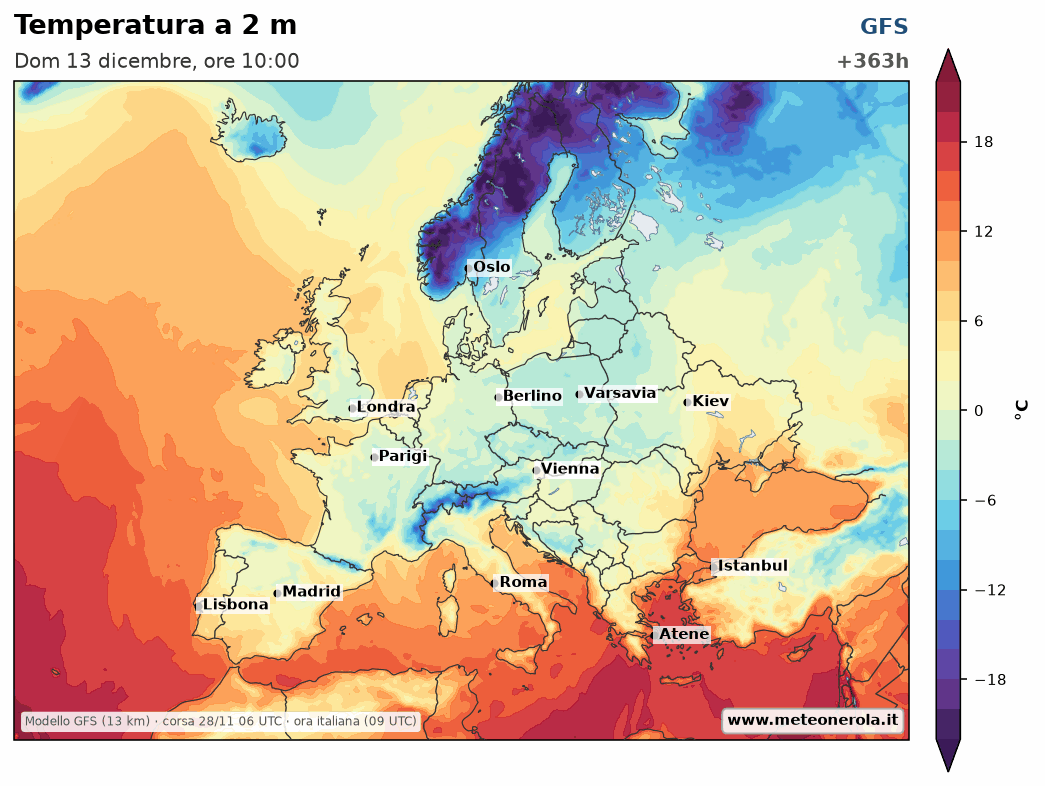 Temperatura a 2 m
GFS
Dom 13 dicembre, ore 10:00
+363h
18
12
6
0
−6
−12
−18
°C
Oslo
Berlino
Varsavia
Kiev
Londra
Parigi
Vienna
Istanbul
Roma
Madrid
Lisbona
Atene
Modello GFS (13 km) · corsa 28/11 06 UTC · ora italiana (09 UTC)
www.meteonerola.it